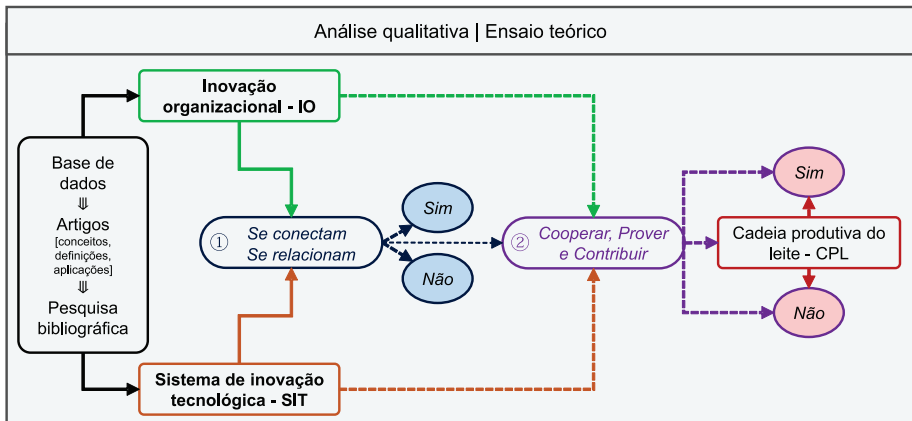 Análise qualitativa | Ensaio teórico
Inovação
organizacional - IO
Base de
dados
⇓
Artigos
[conceitos,
definições,
aplicações]
⇓
Pesquisa
bibliográfica
① Se conectam
Se relacionam
Sim
Não
② Cooperar, Prover
e Contribuir
Sim
Cadeia produtiva do
leite - CPL
Não
Sistema de inovação
tecnológica - SIT